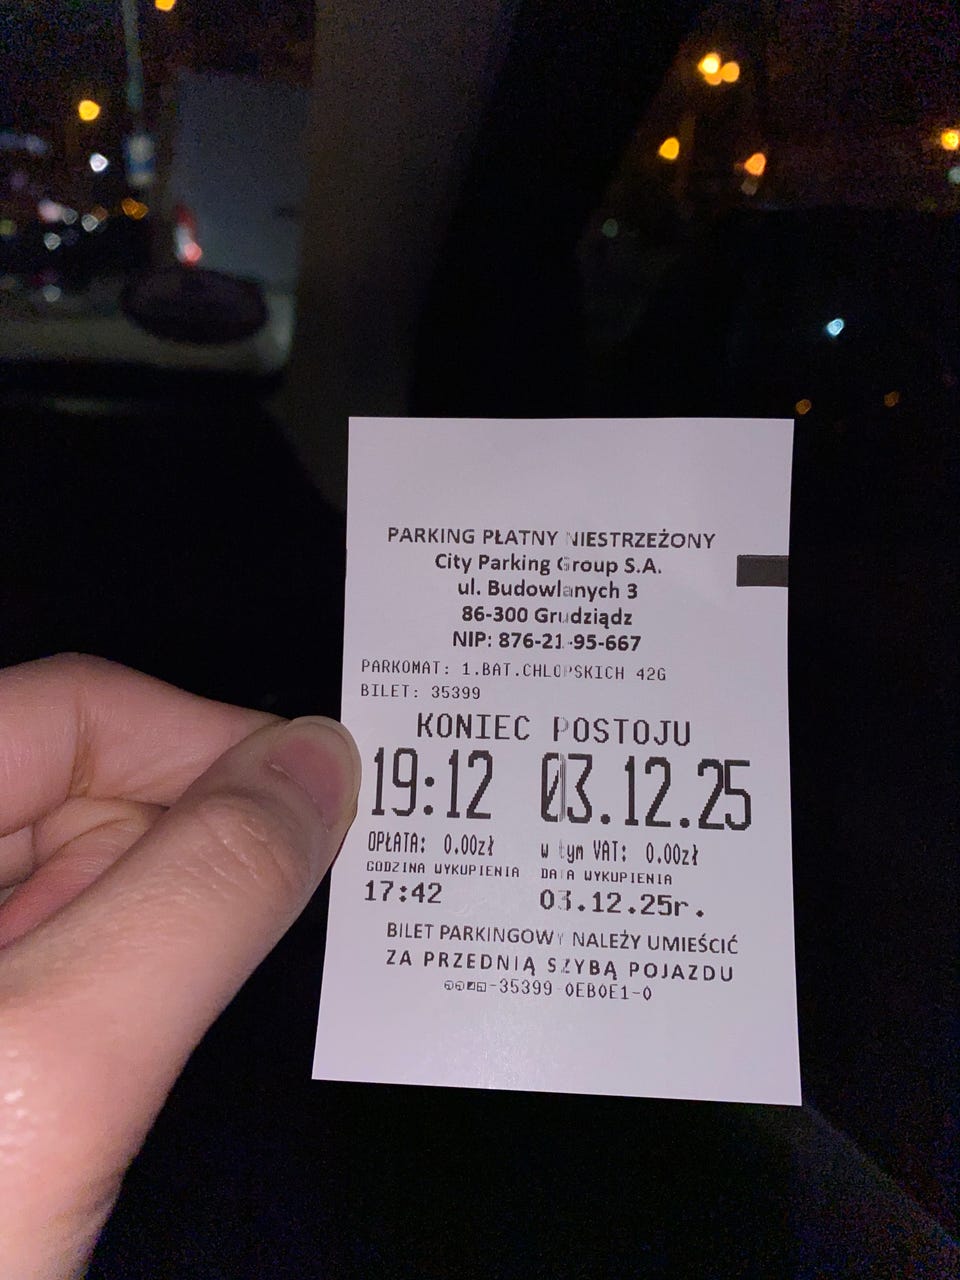 PARKING PŁATNY NIESTRZEŻONY
City Parking Group S.A.
ul. Budowlanych 3
86-300 Grudziądz
NIP: 876-21-95-667
PARKOMAT: 1.BAT.CHLOPSKICH 42G
BILET: 35399
KONIEC POSTOJU
19:12 03.12.25
OPŁATA: 0.00zł w tym VAT: 0.00zł
GODZINA WYKUPIENIA DATA WYKUPIENIA
17:42 03.12.25r.
BILET PARKINGOWY NALEŻY UMIEŚCIĆ
ZA PRZEDNIĄ SZYBĄ POJAZDU
-35399-0EB0E1-0